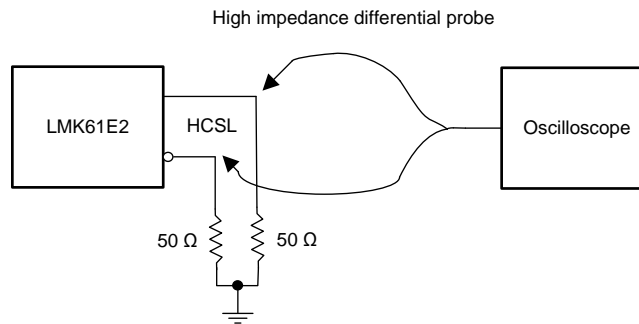 High impedance differential probe
LMK61E2
HCSL
Oscilloscope
50 Ω
50 Ω